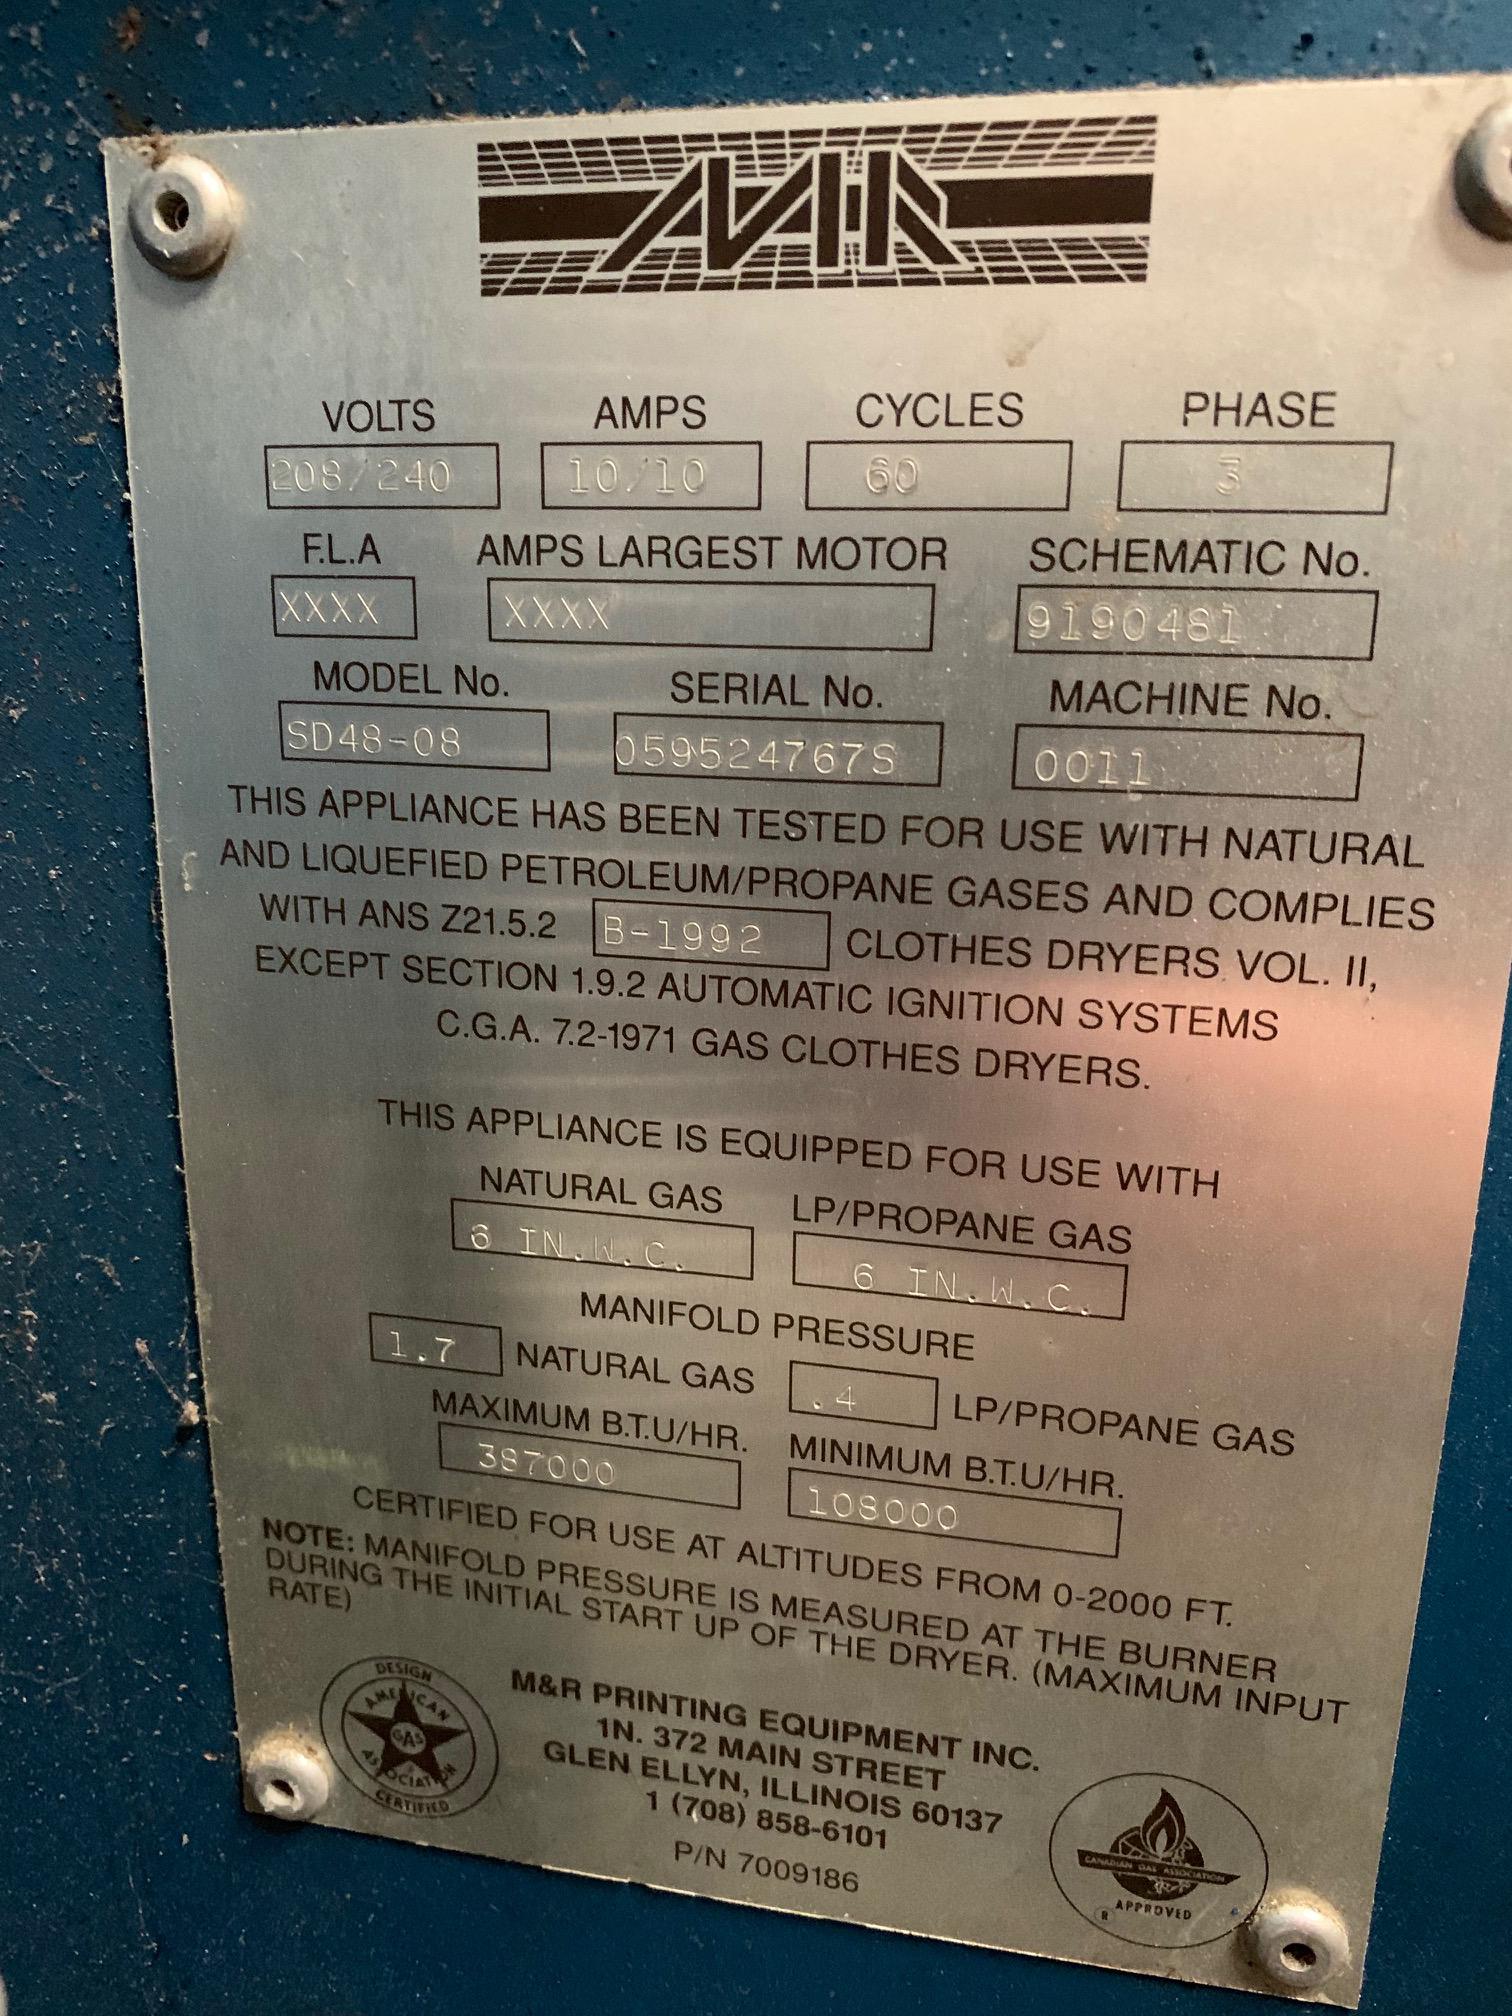 MR
VOLTS AMPS CYCLES PHASE
208/240 10/10 60 3
F.L.A AMPS LARGEST MOTOR SCHEMATIC No.
XXXX XXXX 9190481
MODEL No. SERIAL No. MACHINE No.
SD48-08 059524767S 0011
THIS APPLIANCE HAS BEEN TESTED FOR USE WITH NATURAL
AND LIQUEFIED PETROLEUM/PROPANE GASES AND COMPLIES
WITH ANS Z21.5.2 B-1992 CLOTHES DRYERS VOL. II,
EXCEPT SECTION 1.9.2 AUTOMATIC IGNITION SYSTEMS
C.G.A. 7.2-1971 GAS CLOTHES DRYERS.
THIS APPLIANCE IS EQUIPPED FOR USE WITH
NATURAL GAS LP/PROPANE GAS
6 IN.W.C. 6 IN.W.C.
MANIFOLD PRESSURE
1.7 NATURAL GAS .4 LP/PROPANE GAS
MAXIMUM B.T.U/HR. MINIMUM B.T.U/HR.
387000 108000
CERTIFIED FOR USE AT ALTITUDES FROM 0-2000 FT.
NOTE: MANIFOLD PRESSURE IS MEASURED AT THE BURNER
DURING THE INITIAL START UP OF THE DRYER. (MAXIMUM INPUT
RATE)
DESIGN
AMERICAN
GAS
ASSOCIATION
CERTIFIED
M&R PRINTING EQUIPMENT INC.
1N. 372 MAIN STREET
GLEN ELLYN, ILLINOIS 60137
1 (708) 858-6101
P/N 7009186
CANADIAN GAS ASSOCIATION
APPROVED
R